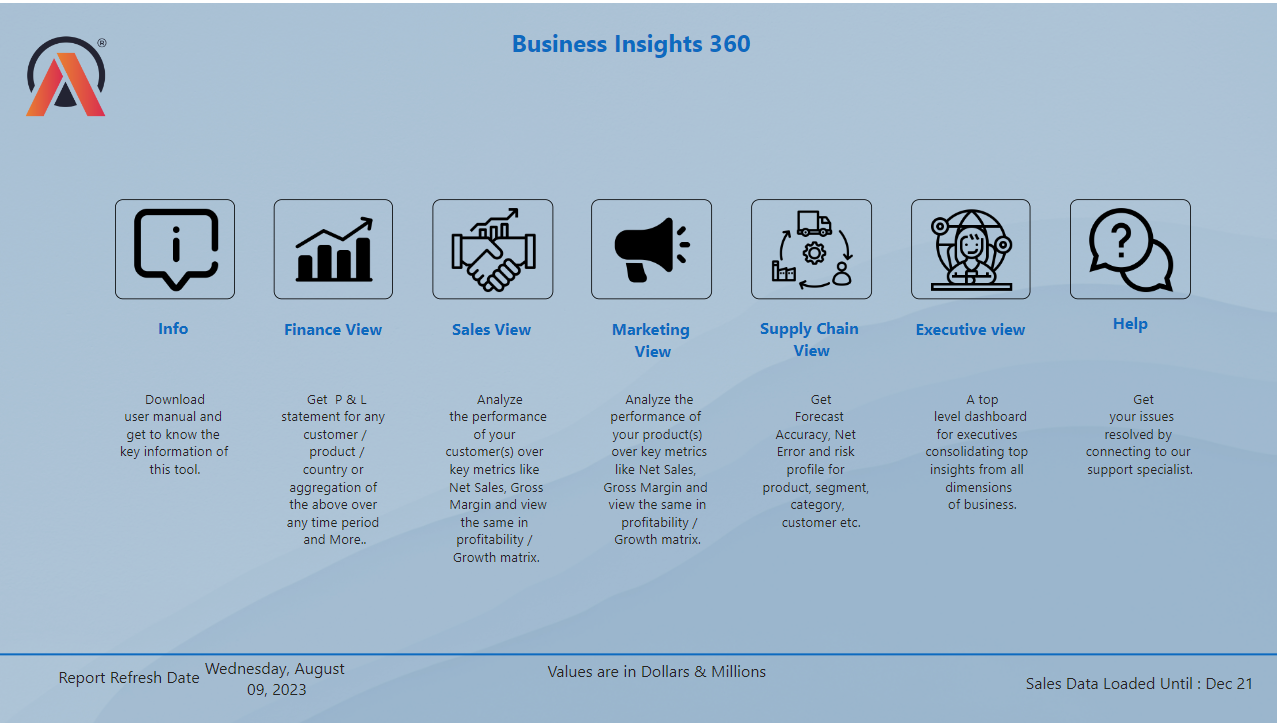 Business Insights 360
®
Info
Finance View
Sales View
Marketing
View
Supply Chain
View
Executive view
Help
Download
user manual and
get to know the
key information of
this tool.
Get P & L
statement for any
customer /
product /
country or
aggregation of
the above over
any time period
and More..
Analyze
the performance
of your
customer(s) over
key metrics like
Net Sales, Gross
Margin and view
the same in
profitability /
Growth matrix.
Analyze the
performance of
your product(s)
over key metrics
like Net Sales,
Gross Margin and
view the same in
profitability /
Growth matrix.
Get
Forecast
Accuracy, Net
Error and risk
profile for
product, segment,
category,
customer etc.
A top
level dashboard
for executives
consolidating top
insights from all
dimensions
of business.
Get
your issues
resolved by
connecting to our
support specialist.
Report Refresh Date
Wednesday, August
09, 2023
Values are in Dollars & Millions
Sales Data Loaded Until : Dec 21